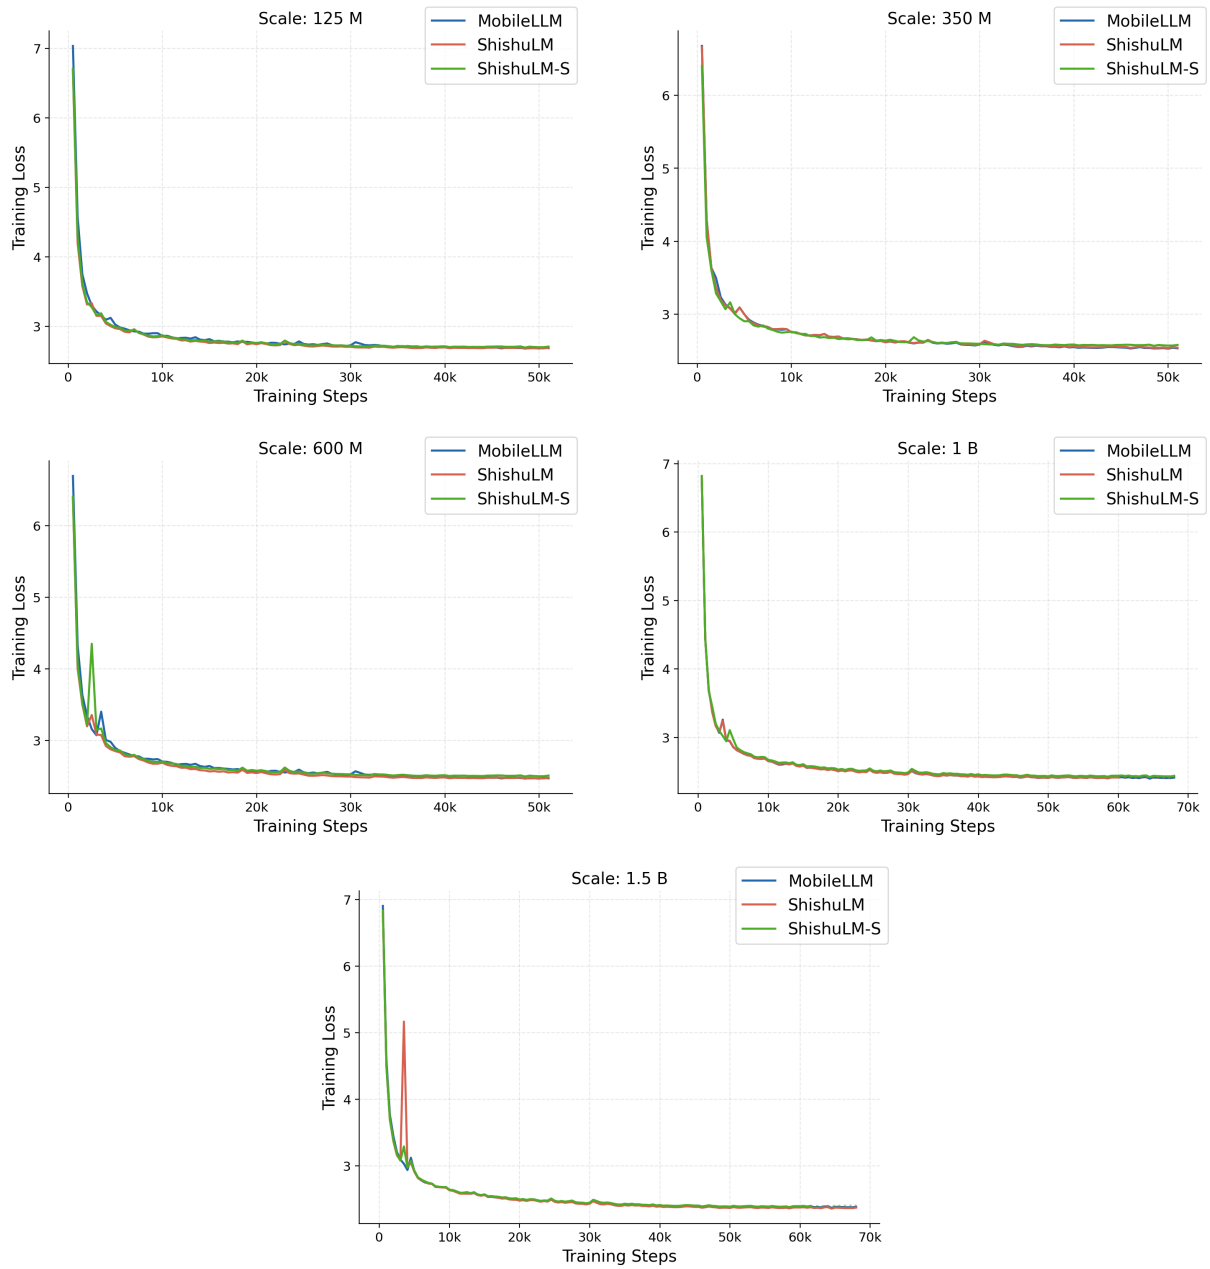 Scale: 125 M
MobileLLM
ShishuLM
ShishuLM-S
Training Loss
7
6
5
4
3
0 10k 20k 30k 40k 50k
Training Steps
Scale: 350 M
MobileLLM
ShishuLM
ShishuLM-S
Training Loss
6
5
4
3
0 10k 20k 30k 40k 50k
Training Steps
Scale: 600 M
MobileLLM
ShishuLM
ShishuLM-S
Training Loss
6
5
4
3
0 10k 20k 30k 40k 50k
Training Steps
Scale: 1 B
MobileLLM
ShishuLM
ShishuLM-S
Training Loss
7
6
5
4
3
0 10k 20k 30k 40k 50k 60k 70k
Training Steps
Scale: 1.5 B
MobileLLM
ShishuLM
ShishuLM-S
Training Loss
7
6
5
4
3
0 10k 20k 30k 40k 50k 60k 70k
Training Steps